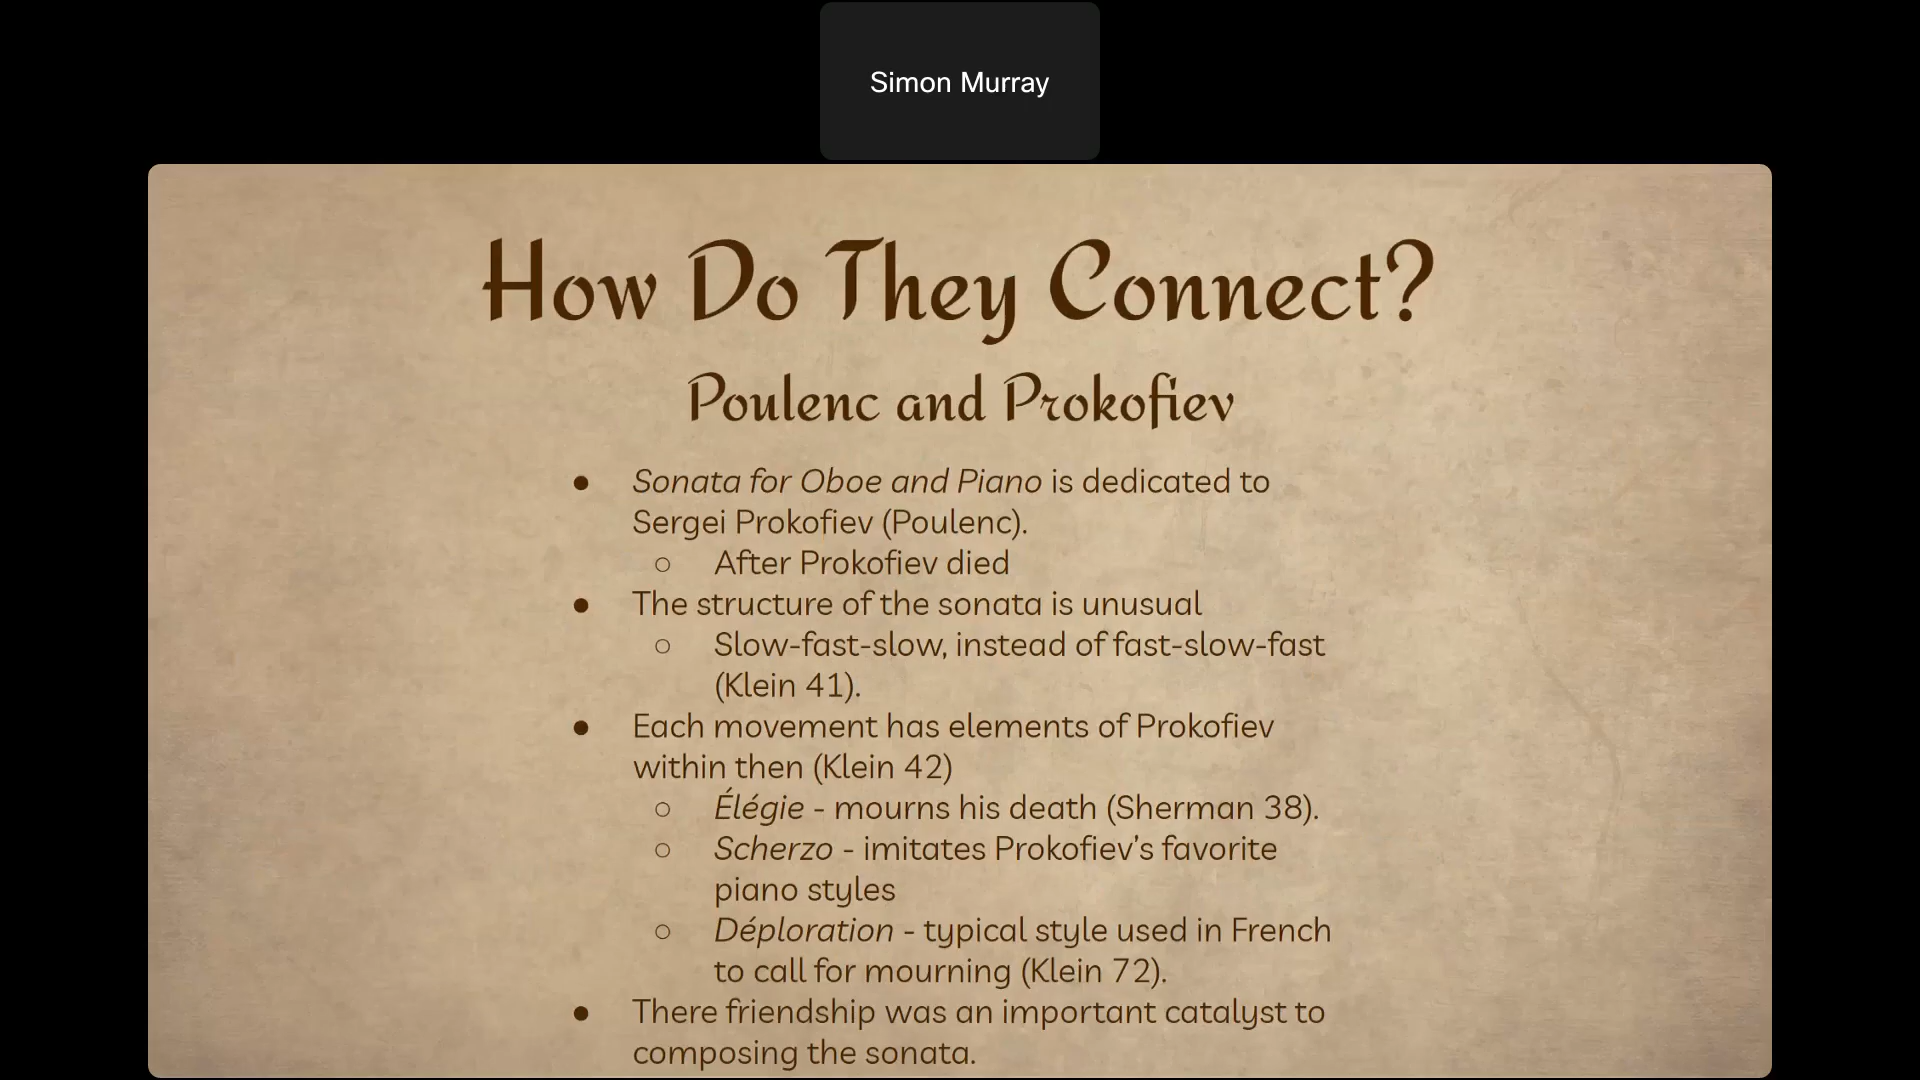 Simon Murray
How Do They Connect?
Poulenc and Prokofiev
● Sonata for Oboe and Piano is dedicated to
Sergei Prokofiev (Poulenc).
○ After Prokofiev died
● The structure of the sonata is unusual
○ Slow-fast-slow, instead of fast-slow-fast
(Klein 41).
● Each movement has elements of Prokofiev
within then (Klein 42)
○ Élégie - mourns his death (Sherman 38).
○ Scherzo - imitates Prokofiev’s favorite
piano styles
○ Déploration - typical style used in French
to call for mourning (Klein 72).
● There friendship was an important catalyst to
composing the sonata.